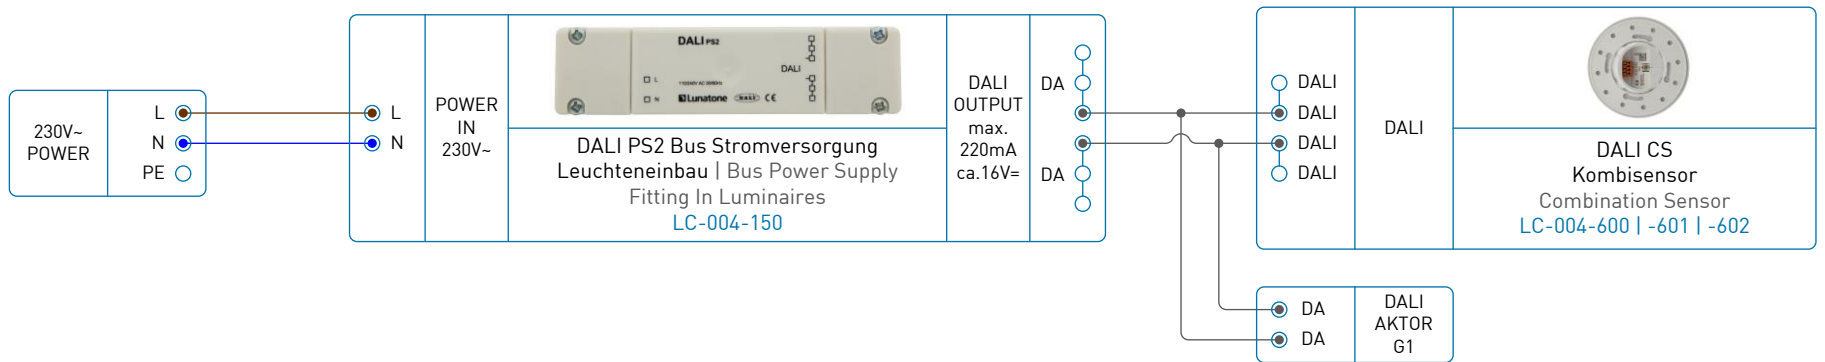 230V~
POWER
L
N
PE
L
N
POWER
IN
230V~
DALI PS2
DALI
L
N
Lunatone
DALI
CE
DALI PS2 Bus Stromversorgung
Leuchteneinbau | Bus Power Supply
Fitting In Luminaires
LC-004-150
DALI
OUTPUT
max.
220mA
ca.16V=
DA
DA
DALI
DALI
DALI
DALI
DALI
DALI CS
Kombisensor
Combination Sensor
LC-004-600 | -601 | -602
DA
DA
DALI
AKTOR
G1